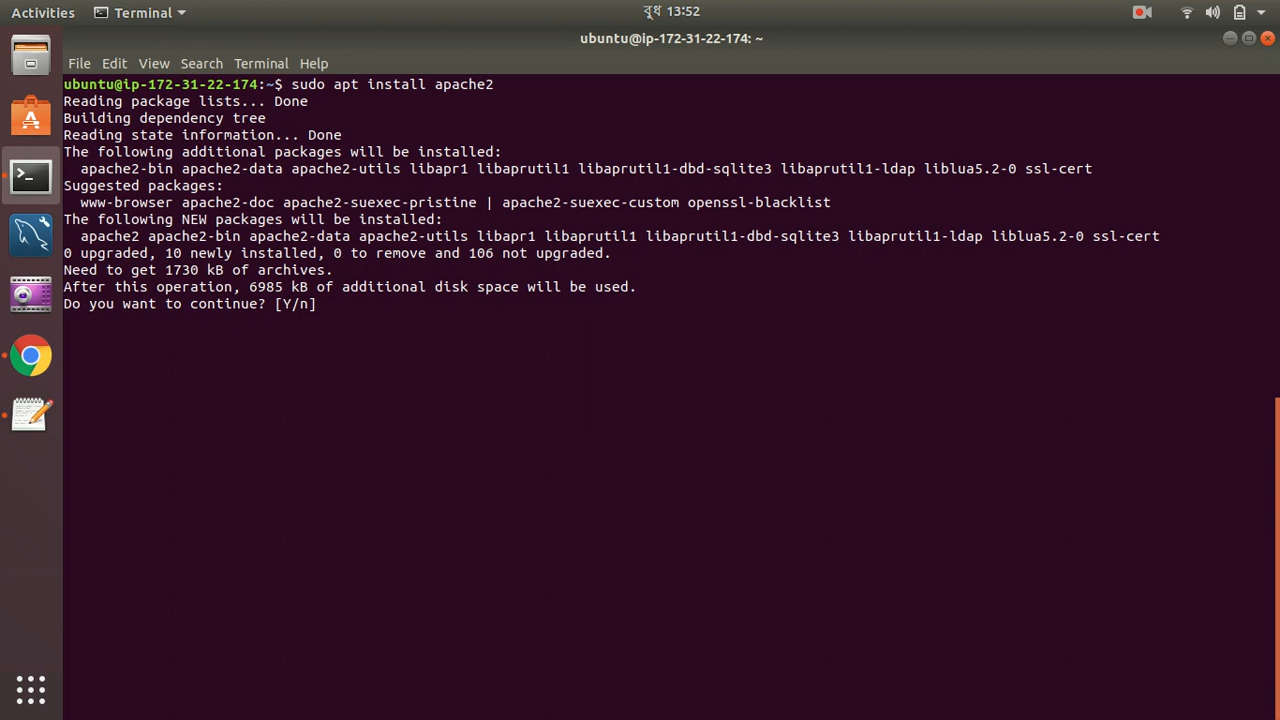 Activities Terminal বুধ 13:52
ubuntu@ip-172-31-22-174: ~
File Edit View Search Terminal Help
ubuntu@ip-172-31-22-174:~$ sudo apt install apache2
Reading package lists... Done
Building dependency tree
Reading state information... Done
The following additional packages will be installed:
apache2-bin apache2-data apache2-utils libapr1 libaprutil1 libaprutil1-dbd-sqlite3 libaprutil1-ldap liblua5.2-0 ssl-cert
Suggested packages:
www-browser apache2-doc apache2-suexec-pristine | apache2-suexec-custom openssl-blacklist
The following NEW packages will be installed:
apache2 apache2-bin apache2-data apache2-utils libapr1 libaprutil1 libaprutil1-dbd-sqlite3 libaprutil1-ldap liblua5.2-0 ssl-cert
0 upgraded, 10 newly installed, 0 to remove and 106 not upgraded.
Need to get 1730 kB of archives.
After this operation, 6985 kB of additional disk space will be used.
Do you want to continue? [Y/n]